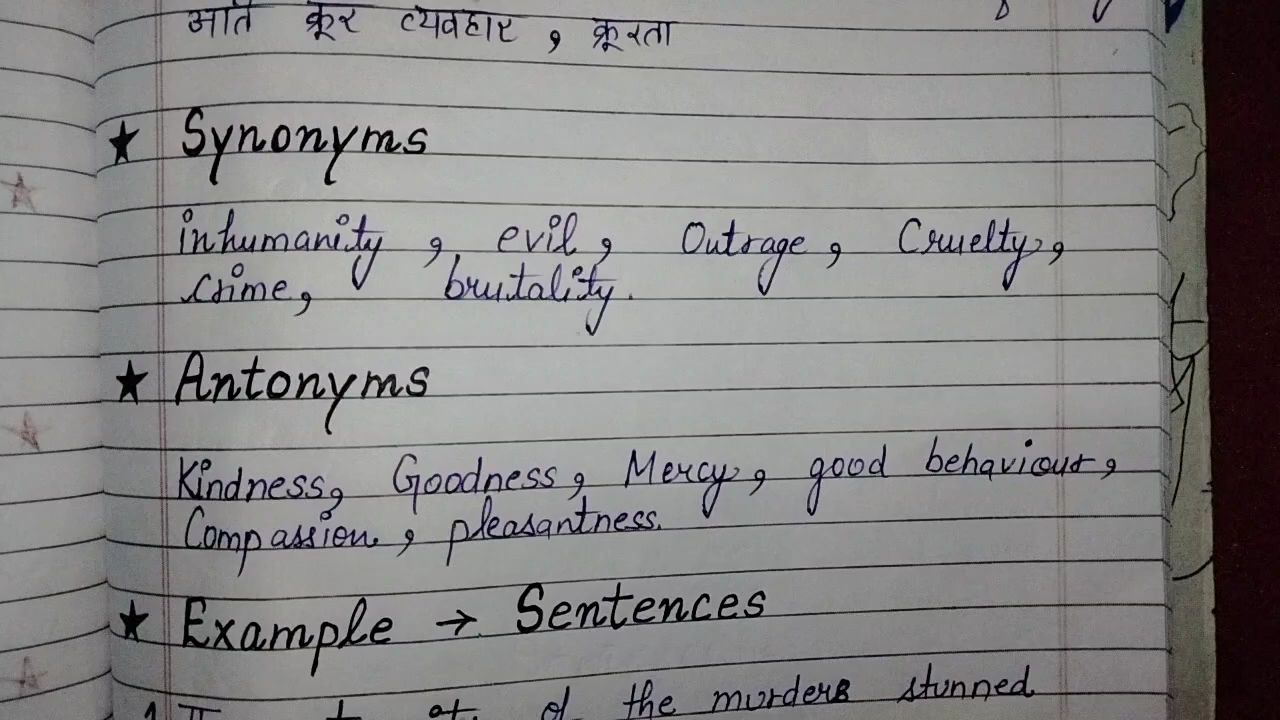 अति क्रूर व्यवहार , क्रूरता
★ Synonyms
inhumanity , evil , Outrage , Cruelty ,
Crime , brutality .
★ Antonyms
Kindness , Goodness , Mercy , good behaviour ,
Compassion , pleasantness .
★ Example → Sentences
of the murders stunned